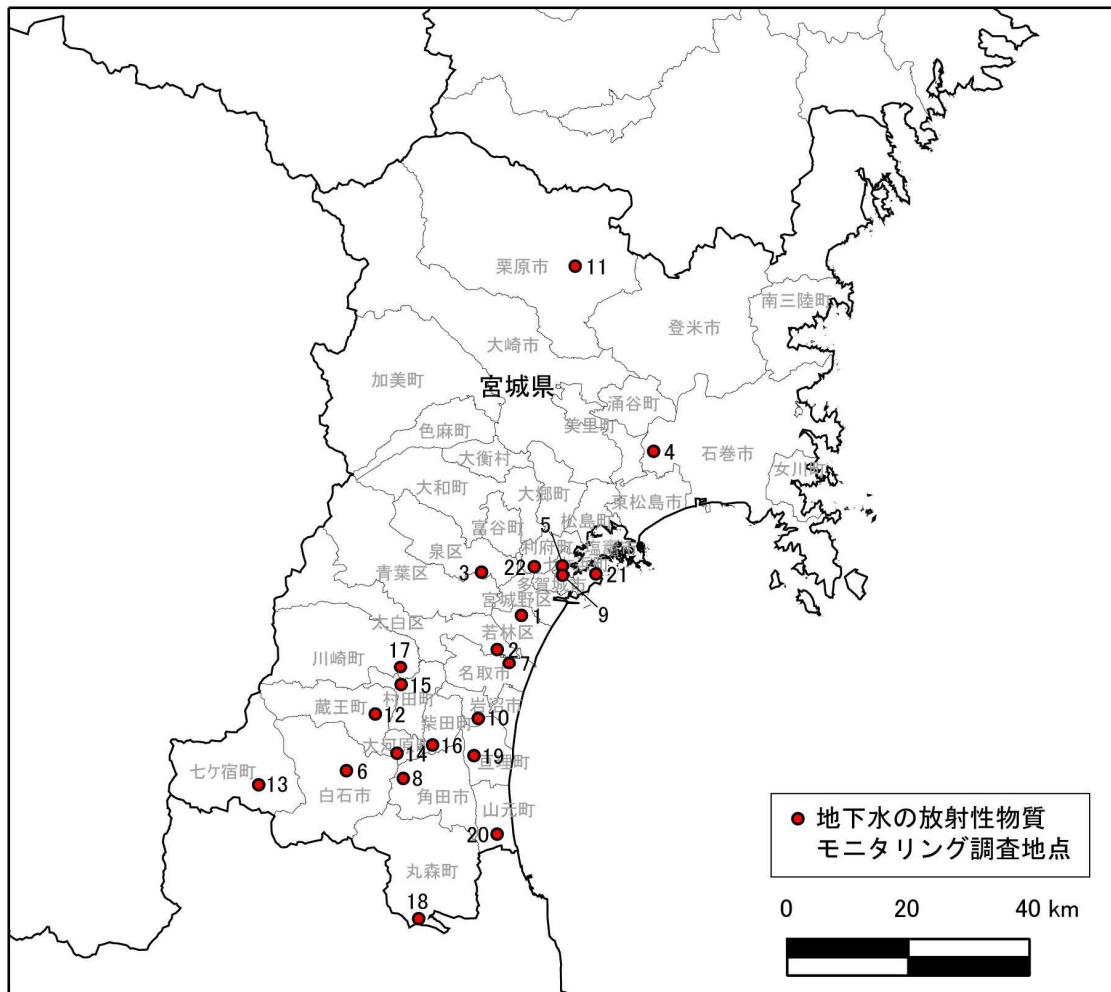 栗原市
11
南三陸町
登米市
大崎市
加美町
宮城県
涌谷町
美里町
色麻町
4
石巻市
大衡村
女川町
大和町
大郷町
東松島市
5
松島町
富谷町
利府町
泉区
22
3
青葉区
多賀城市
21
宮城野区
9
1
太白区
若林区
2
17
川崎町
7
名取市
15
村田町
蔵王町
12
岩沼市
10
柴田町
16
14
19
亘理町
七ケ宿町
6
8
13
白石市
角田市
山元町
20
丸森町
18
地下水の放射性物質
モニタリング調査地点
0 20 40 km